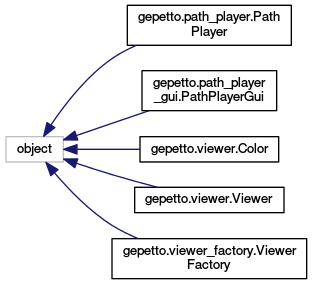 gepetto.path_player.Path
Player
gepetto.path_player
_gui.PathPlayerGui
object
gepetto.viewer.Color
gepetto.viewer.Viewer
gepetto.viewer_factory.Viewer
Factory